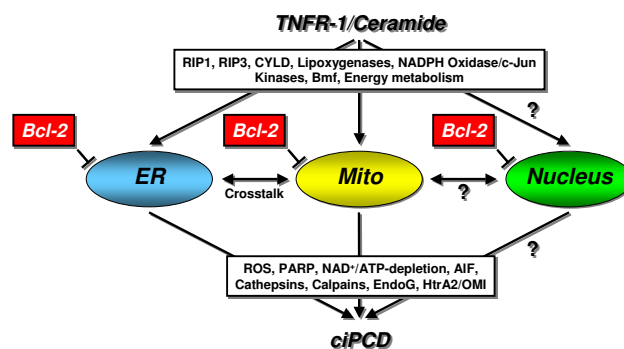 TNFR-1/Ceramide
RIP1, RIP3, CYLD, Lipoxygenases, NADPH Oxidase/c-Jun
Kinases, Bmf, Energy metabolism
?
Bcl-2
Bcl-2
Bcl-2
ER
Mito
Nucleus
Crosstalk
?
?
ROS, PARP, NAD⁺/ATP-depletion, AIF,
Cathepsins, Calpains, EndoG, HtrA2/OMI
ciPCD